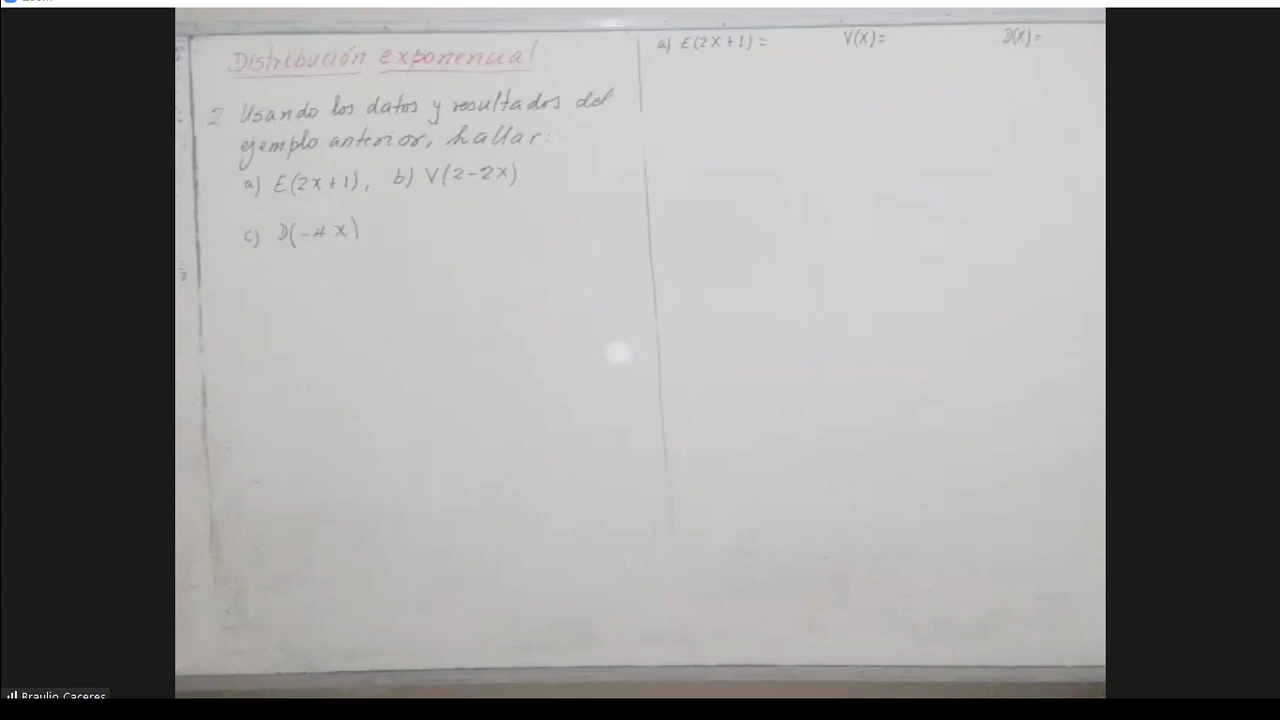 Distribución exponencial
2 Usando los datos y resultados del
ejemplo anterior, hallar:
a) E(2x+1), b) V(2-2x)
c) D(-4x)
a) E(2x+1)= V(x)= D(x)=
Braulio Caceres